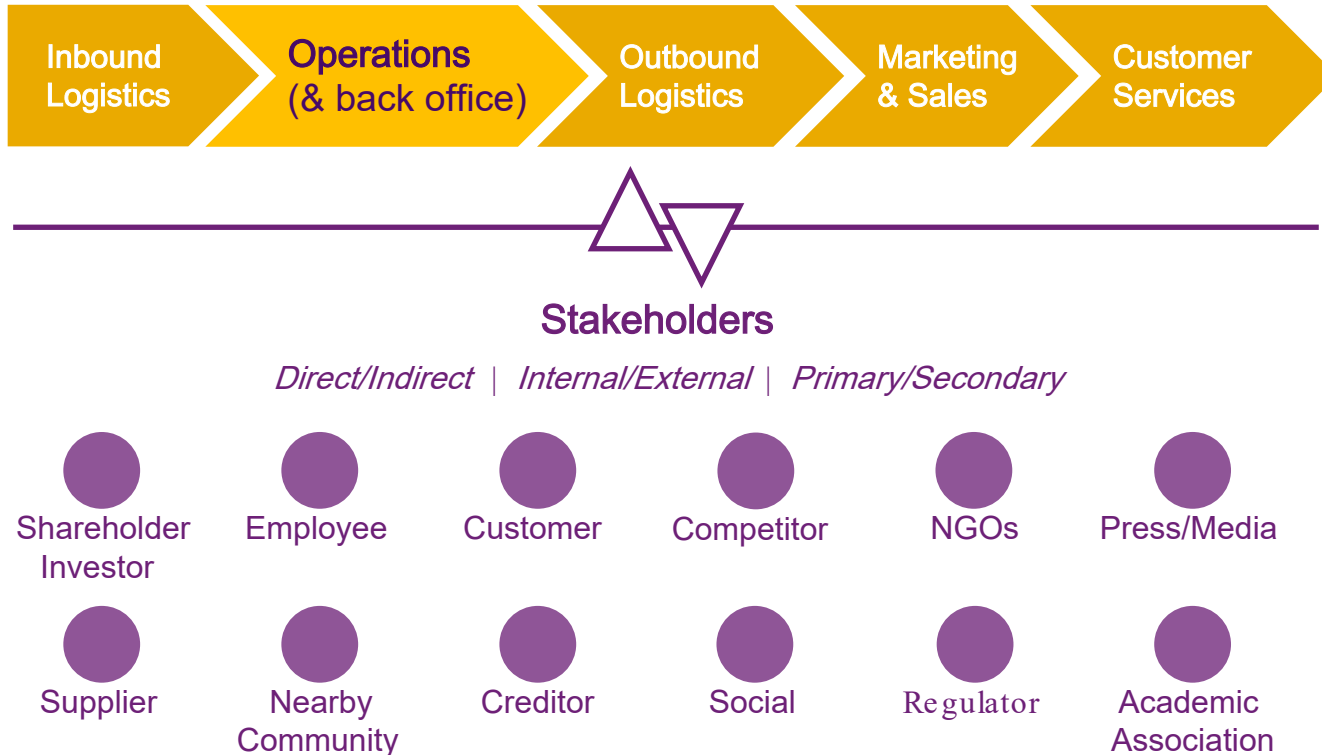 Inbound
Logistics
Operations
(& back office)
Outbound
Logistics
Marketing
& Sales
Customer
Services
Stakeholders
Direct/Indirect | Internal/External | Primary/Secondary
Shareholder
Investor
Employee
Customer
Competitor
NGOs
Press/Media
Supplier
Nearby
Community
Creditor
Social
Regulator
Academic
Association